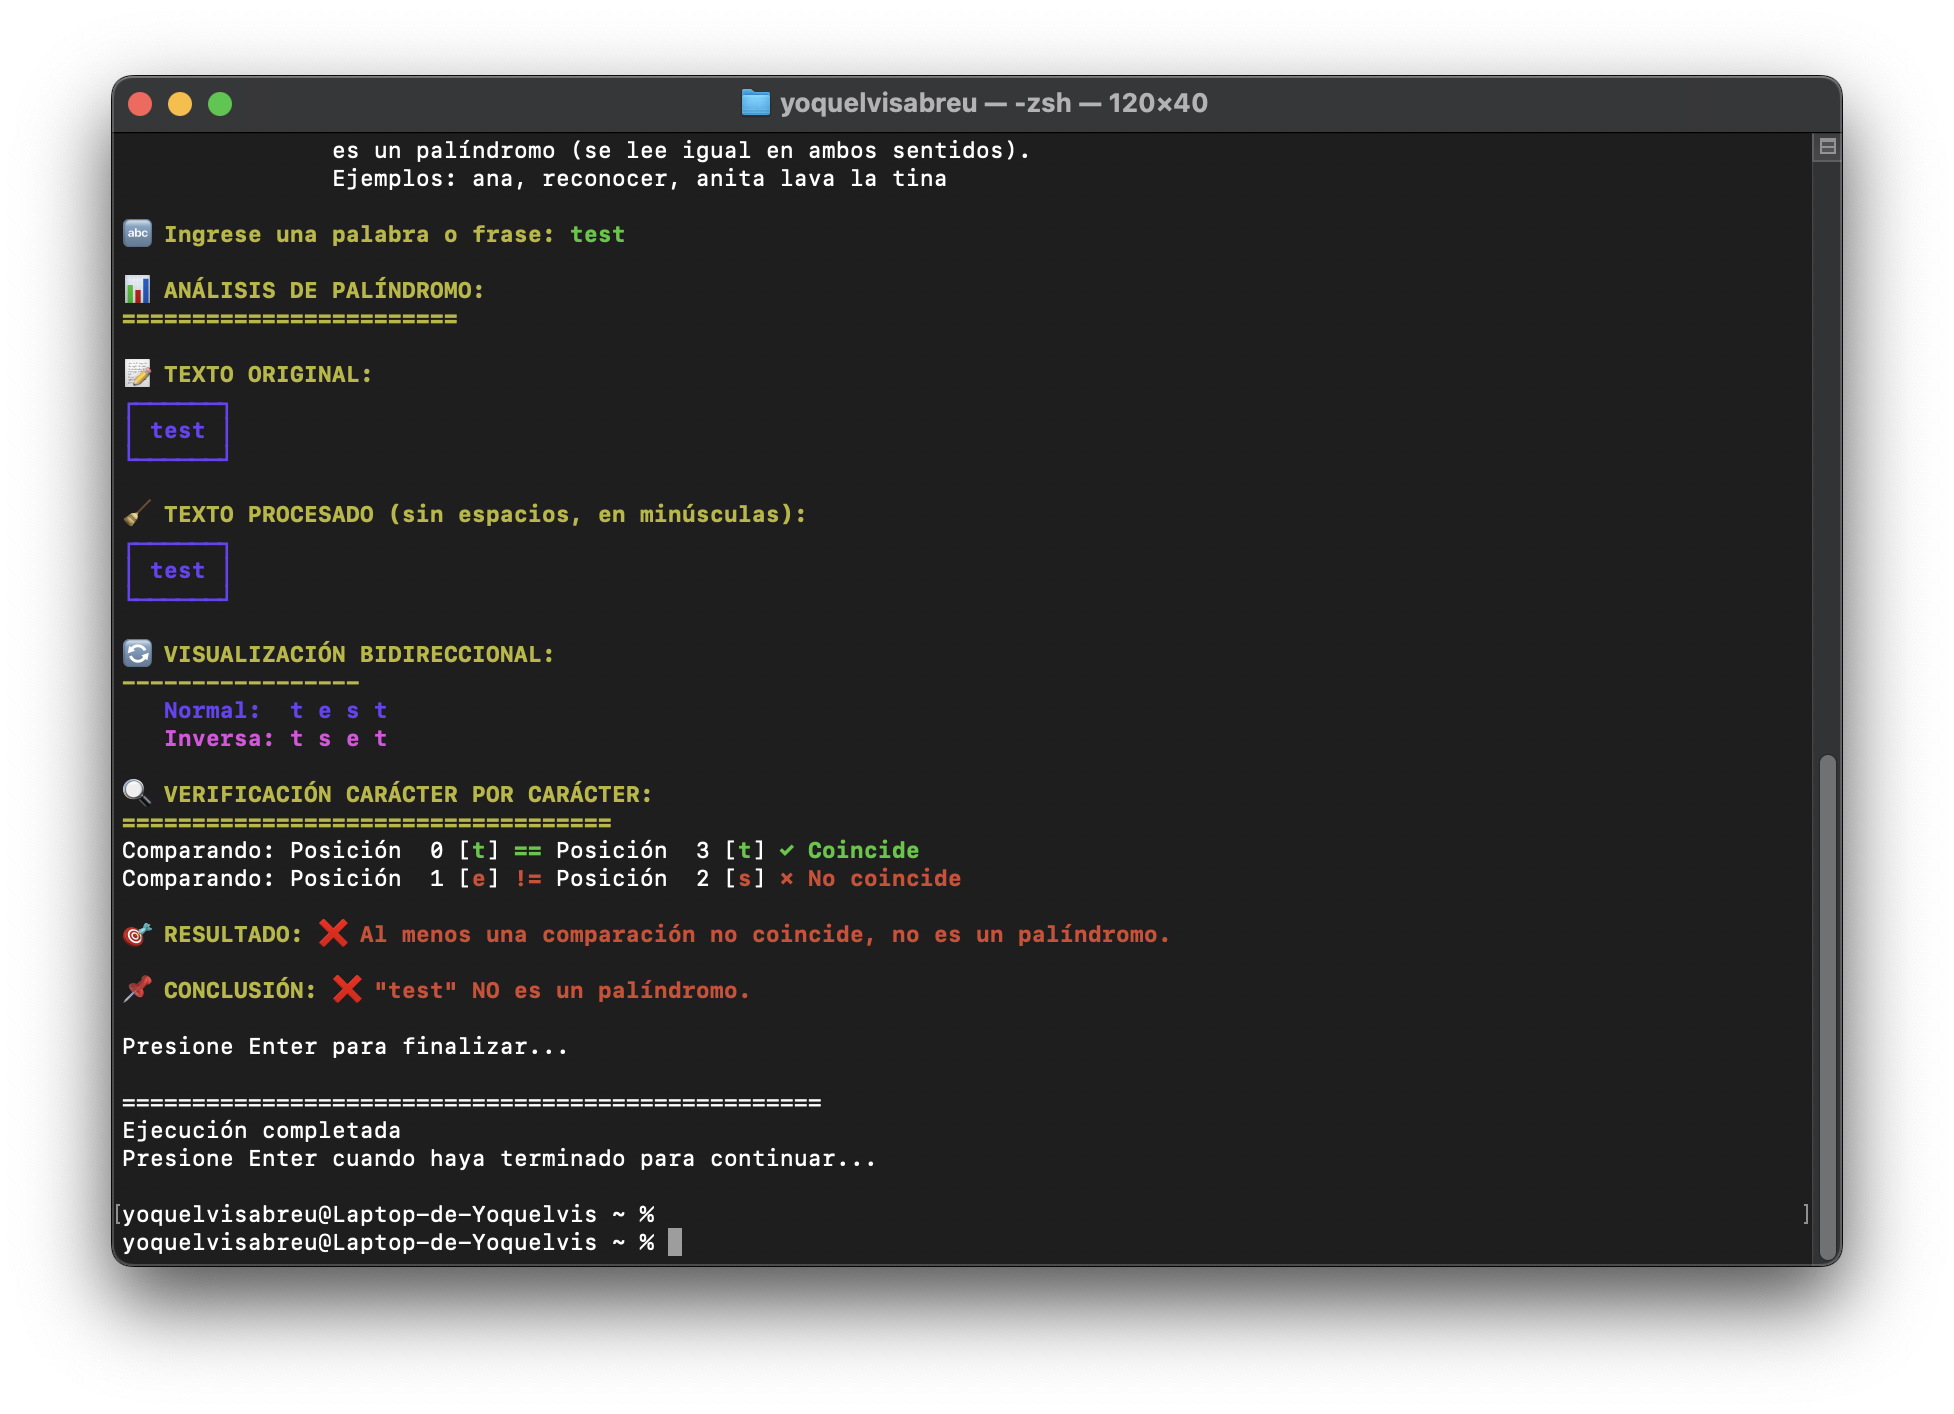 yoquelvisabreu — -zsh — 120×40
es un palíndromo (se lee igual en ambos sentidos).
Ejemplos: ana, reconocer, anita lava la tina
abc Ingrese una palabra o frase: test
ANÁLISIS DE PALÍNDROMO:
========================
TEXTO ORIGINAL:
test
TEXTO PROCESADO (sin espacios, en minúsculas):
test
VISUALIZACIÓN BIDIRECCIONAL:
-----------------
Normal:  t e s t
Inversa: t s e t
VERIFICACIÓN CARÁCTER POR CARÁCTER:
===================================
Comparando: Posición  0 [t] == Posición  3 [t] ✓ Coincide
Comparando: Posición  1 [e] != Posición  2 [s] × No coincide
RESULTADO: ❌ Al menos una comparación no coincide, no es un palíndromo.
CONCLUSIÓN: ❌ "test" NO es un palíndromo.
Presione Enter para finalizar...
==================================================
Ejecución completada
Presione Enter cuando haya terminado para continuar...
[yoquelvisabreu@Laptop-de-Yoquelvis ~ % ]
yoquelvisabreu@Laptop-de-Yoquelvis ~ %